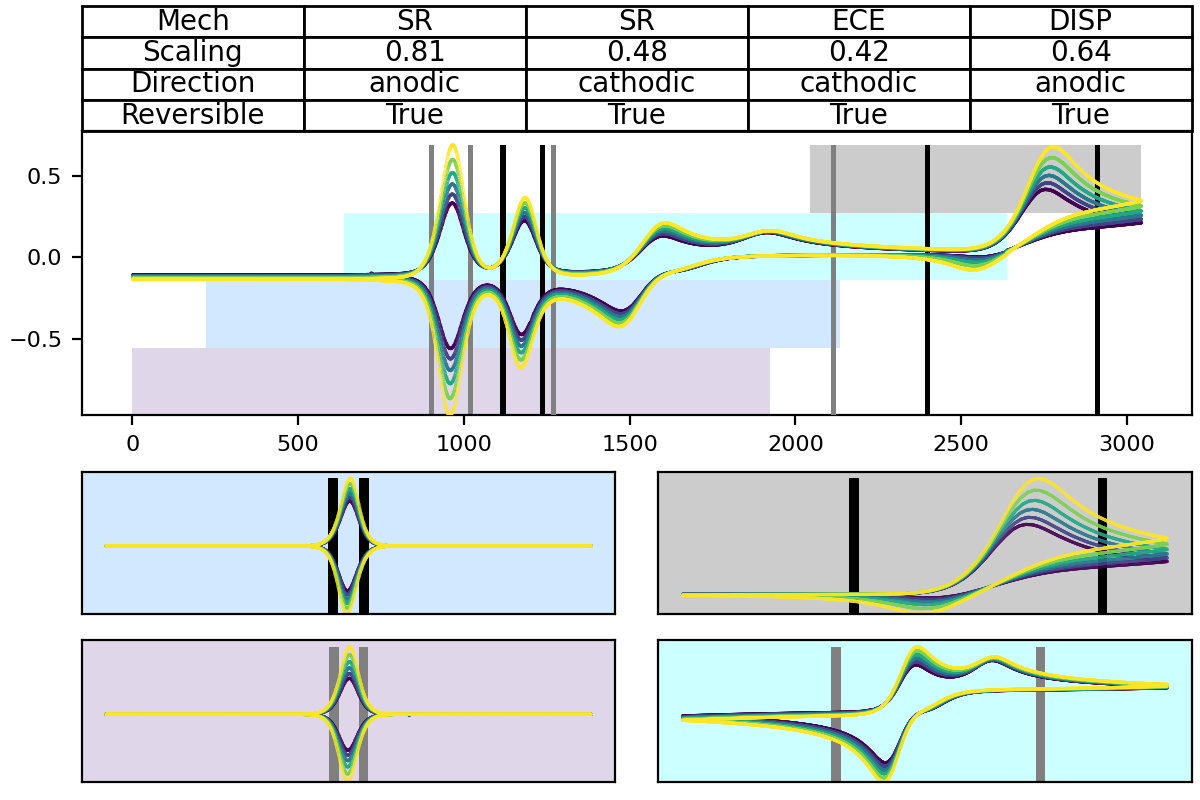 Mech SR SR ECE DISP
Scaling 0.81 0.48 0.42 0.64
Direction anodic cathodic cathodic anodic
Reversible True True True True
0.5
0.0
−0.5
0 500 1000 1500 2000 2500 3000